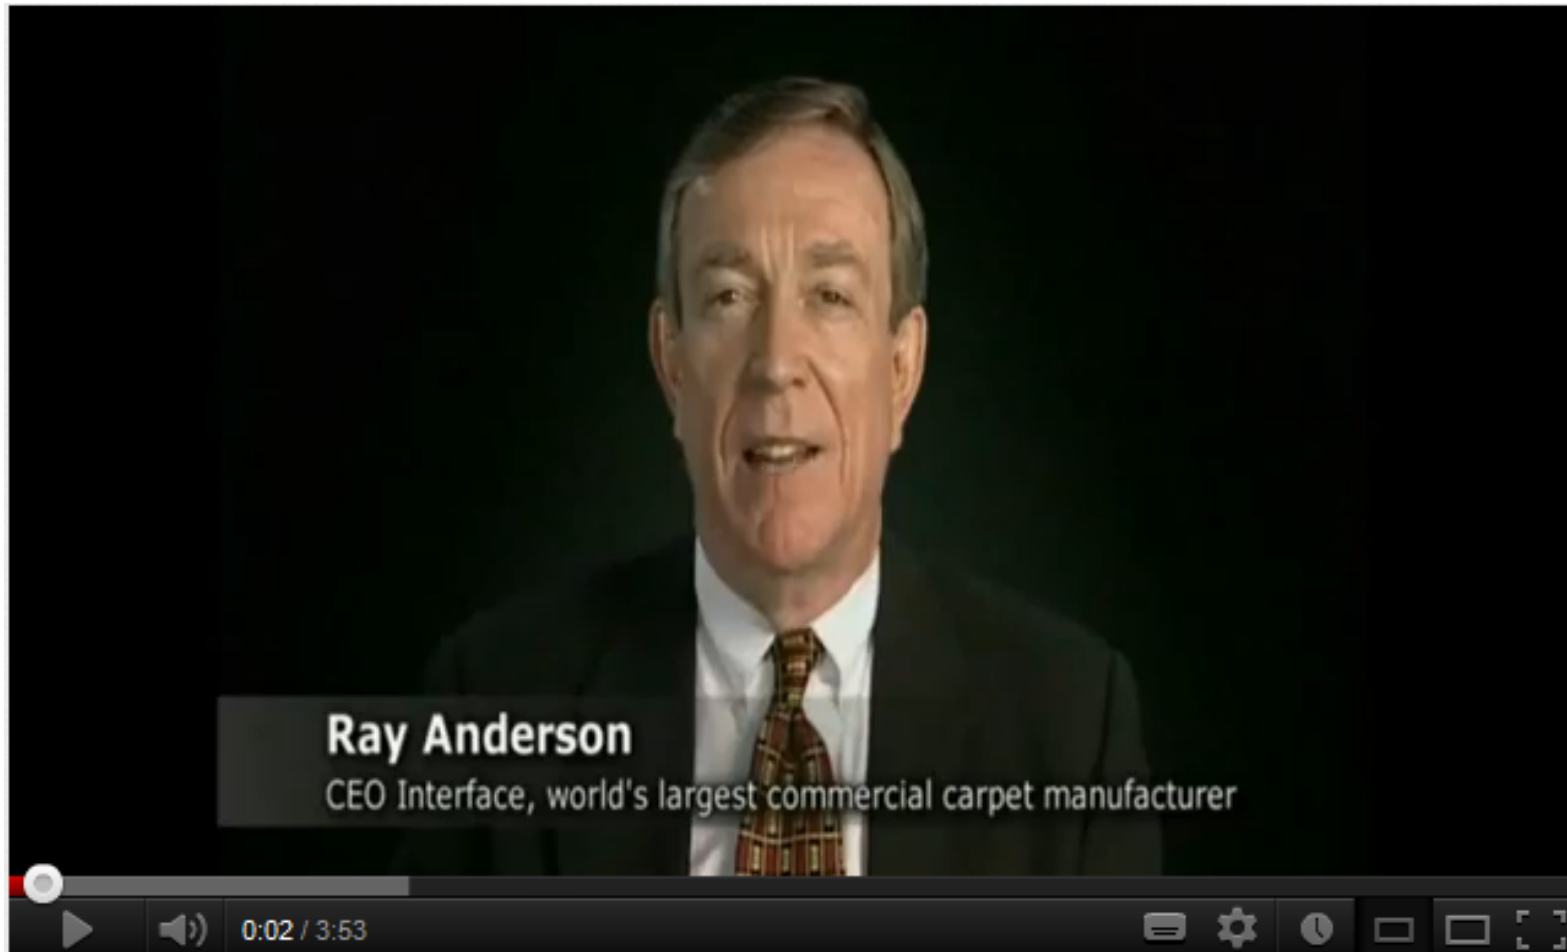 Ray Anderson
CEO Interface, world's largest commercial carpet manufacturer
0:02 / 3:53